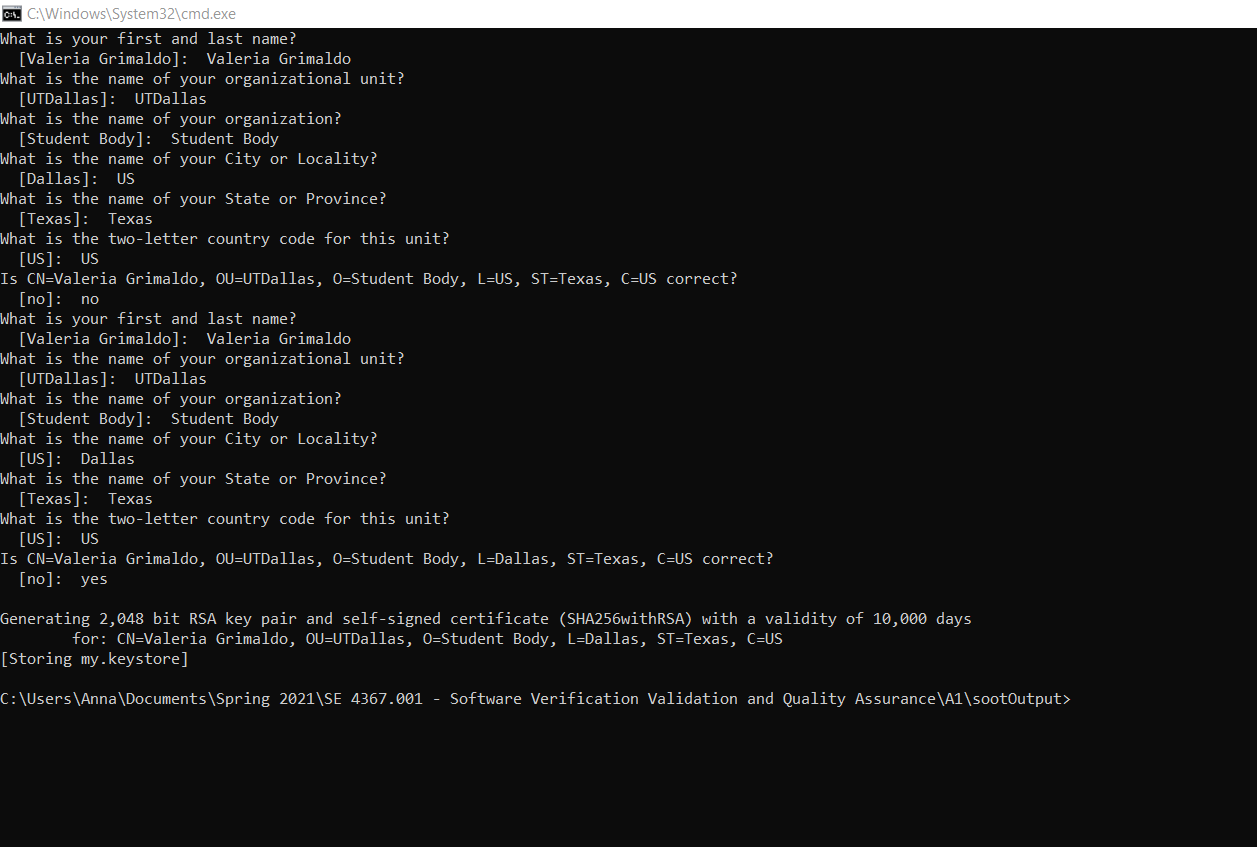 C:\Windows\System32\cmd.exe
What is your first and last name?
  [Valeria Grimaldo]:  Valeria Grimaldo
What is the name of your organizational unit?
  [UTDallas]:  UTDallas
What is the name of your organization?
  [Student Body]:  Student Body
What is the name of your City or Locality?
  [Dallas]:  US
What is the name of your State or Province?
  [Texas]:  Texas
What is the two-letter country code for this unit?
  [US]:  US
Is CN=Valeria Grimaldo, OU=UTDallas, O=Student Body, L=US, ST=Texas, C=US correct?
  [no]:  no
What is your first and last name?
  [Valeria Grimaldo]:  Valeria Grimaldo
What is the name of your organizational unit?
  [UTDallas]:  UTDallas
What is the name of your organization?
  [Student Body]:  Student Body
What is the name of your City or Locality?
  [US]:  Dallas
What is the name of your State or Province?
  [Texas]:  Texas
What is the two-letter country code for this unit?
  [US]:  US
Is CN=Valeria Grimaldo, OU=UTDallas, O=Student Body, L=Dallas, ST=Texas, C=US correct?
  [no]:  yes
Generating 2,048 bit RSA key pair and self-signed certificate (SHA256withRSA) with a validity of 10,000 days
        for: CN=Valeria Grimaldo, OU=UTDallas, O=Student Body, L=Dallas, ST=Texas, C=US
[Storing my.keystore]
C:\Users\Anna\Documents\Spring 2021\SE 4367.001 - Software Verification Validation and Quality Assurance\A1\sootOutput>